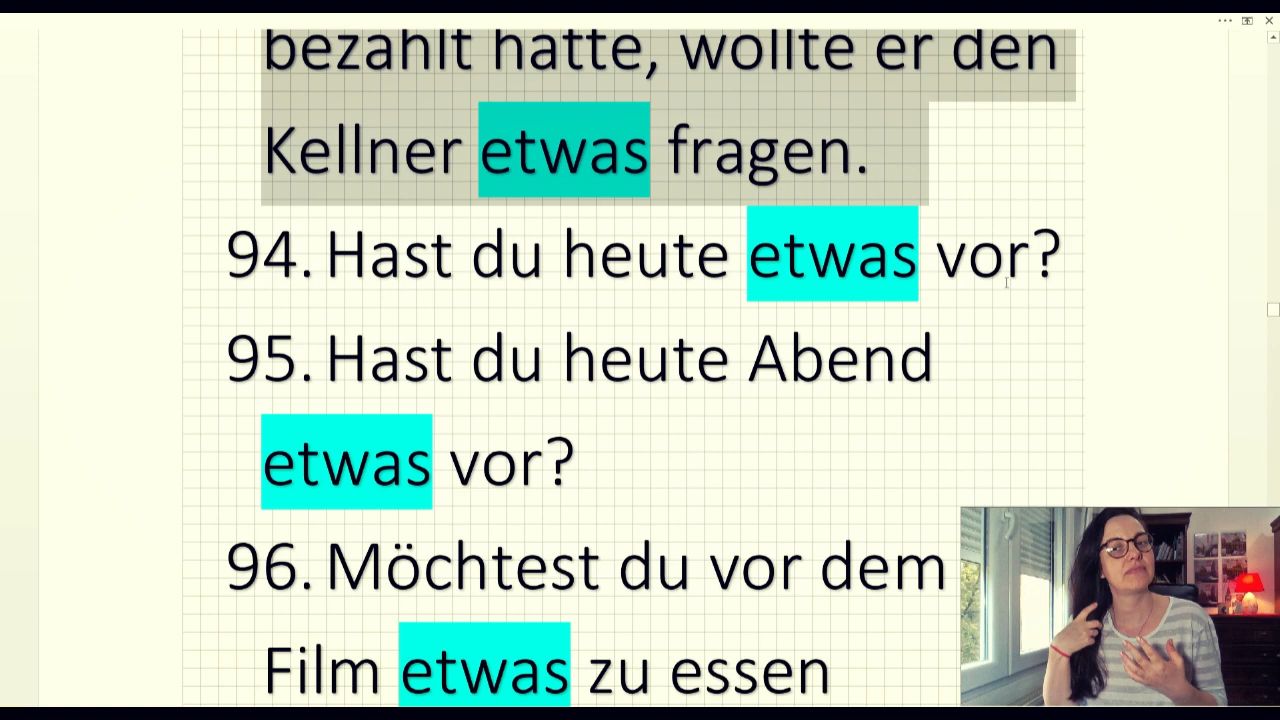 bezahlt hatte, wollte er den
Kellner etwas fragen.
94. Hast du heute etwas vor?
95. Hast du heute Abend
etwas vor?
96. Möchtest du vor dem
Film etwas zu essen